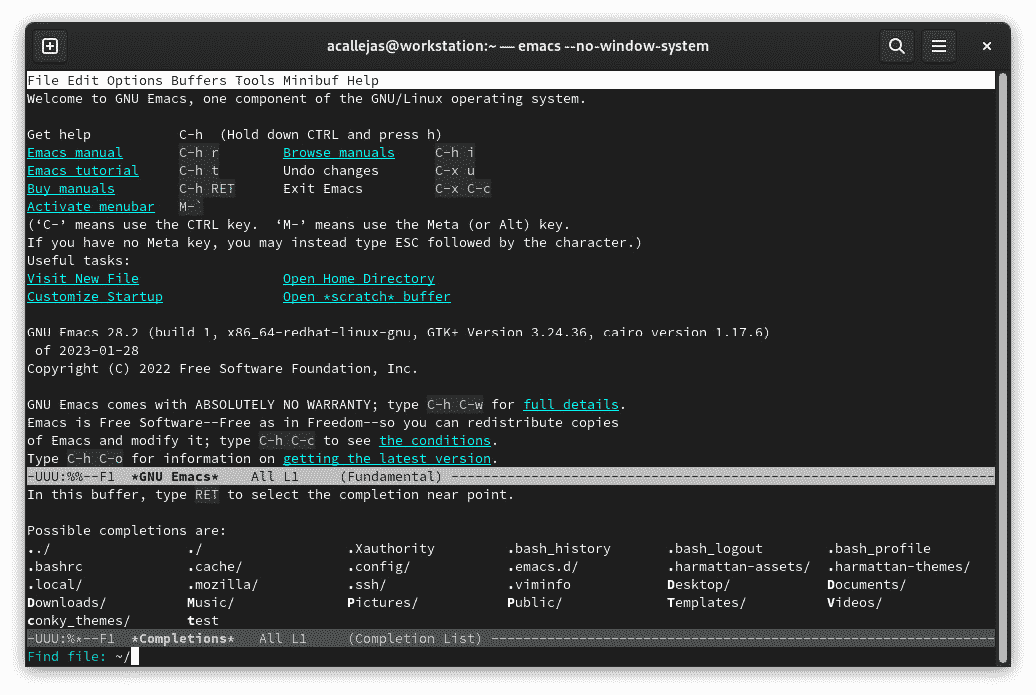 acallejas@workstation:~ — emacs --no-window-system
File Edit Options Buffers Tools Minibuf Help
Welcome to GNU Emacs, one component of the GNU/Linux operating system.
Get help C-h (Hold down CTRL and press h)
Emacs manual C-h r Browse manuals C-h i
Emacs tutorial C-h t Undo changes C-x u
Buy manuals C-h RET Exit Emacs C-x C-c
Activate menubar M-`
(‘C-’ means use the CTRL key. ‘M-’ means use the Meta (or Alt) key.
If you have no Meta key, you may instead type ESC followed by the character.)
Useful tasks:
Visit New File Open Home Directory
Customize Startup Open *scratch* buffer
GNU Emacs 28.2 (build 1, x86_64-redhat-linux-gnu, GTK+ Version 3.24.36, cairo version 1.17.6)
of 2023-01-28
Copyright (C) 2022 Free Software Foundation, Inc.
GNU Emacs comes with ABSOLUTELY NO WARRANTY; type C-h C-w for full details.
Emacs is Free Software--Free as in Freedom--so you can redistribute copies
of Emacs and modify it; type C-h C-c to see the conditions.
Type C-h C-o for information on getting the latest version.
-UUU:%%--F1 *GNU Emacs* All L1 (Fundamental) --------------------------------------------------------------------
In this buffer, type RET to select the completion near point.
Possible completions are:
../ ./ .Xauthority .bash_history .bash_logout .bash_profile
.bashrc .cache/ .config/ .emacs.d/ .harmattan-assets/ .harmattan-themes/
.local/ .mozilla/ .ssh/ .viminfo Desktop/ Documents/
Downloads/ Music/ Pictures/ Public/ Templates/ Videos/
conky_themes/ test
-UUU:%*--F1 *Completions* All L1 (Completion List) ---------------------------------------------------------------
Find file: ~/